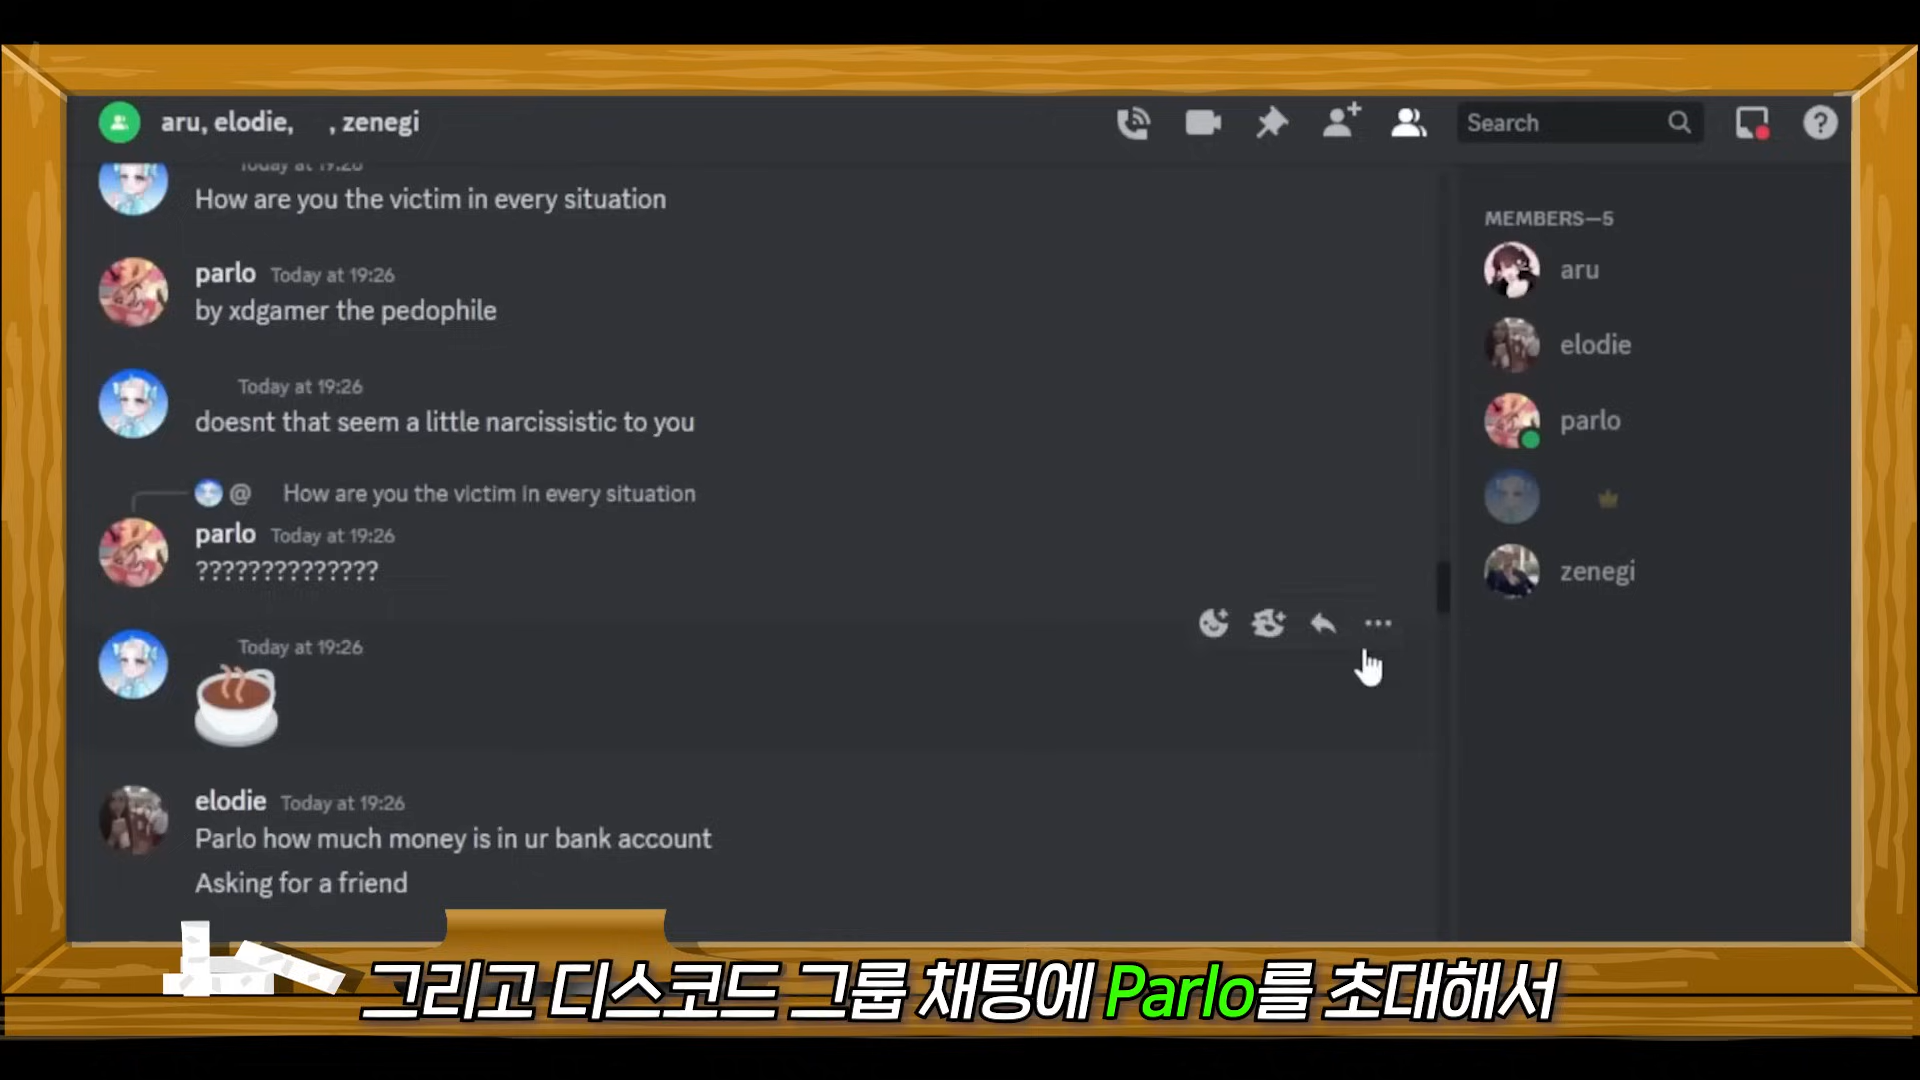 aru, elodie, , zenegi
Search
Today at 19:26
How are you the victim in every situation
parlo Today at 19:26
by xdgamer the pedophile
Today at 19:26
doesnt that seem a little narcissistic to you
@ How are you the victim in every situation
parlo Today at 19:26
??????????????
Today at 19:26
elodie Today at 19:26
Parlo how much money is in ur bank account
Asking for a friend
MEMBERS—5
aru
elodie
parlo
zenegi
그리고 디스코드 그룹 채팅에 Parlo를 초대해서